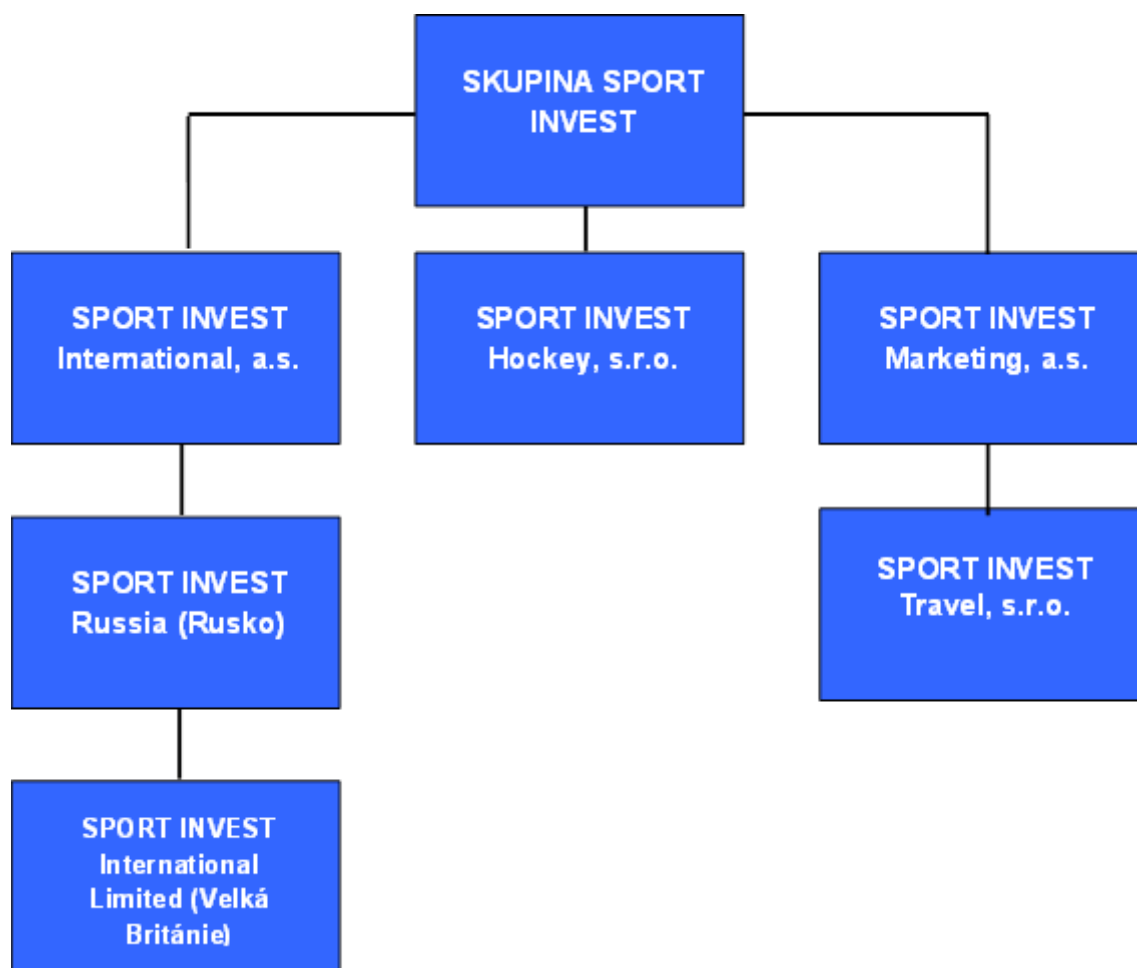 SKUPINA SPORT
INVEST
SPORT INVEST
International, a.s.
SPORT INVEST
Hockey, s.r.o.
SPORT INVEST
Marketing, a.s.
SPORT INVEST
Russia (Rusko)
SPORT INVEST
Travel, s.r.o.
SPORT INVEST
International
Limited (Velká
Británie)